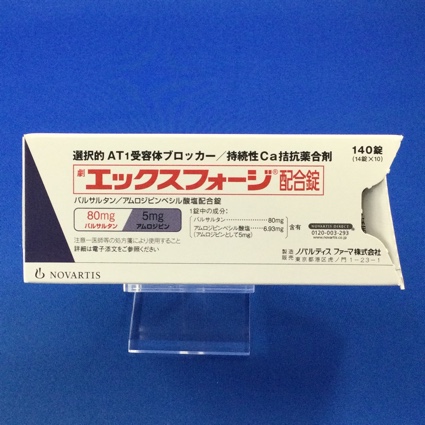 選択的AT1受容体ブロッカー/持続性Ca拮抗薬合剤
140錠
(14錠×10)
劇 エックスフォージ®配合錠
バルサルタン/アムロジピンベシル酸塩配合錠
80mg
バルサルタン
5mg
アムロジピン
1錠中の成分:
バルサルタン 80mg
アムロジピンベシル酸塩 6.93mg
(アムロジピンとして5mg)
含有
NOVARTIS DIRECT
0120-003-293
www.novartis.co.jp
注意-医師等の処方箋により使用すること
詳細は電子添文をご参照ください
製造
販売
ノバルティス ファーマ株式会社
東京都港区虎ノ門1-23-1
NOVARTIS